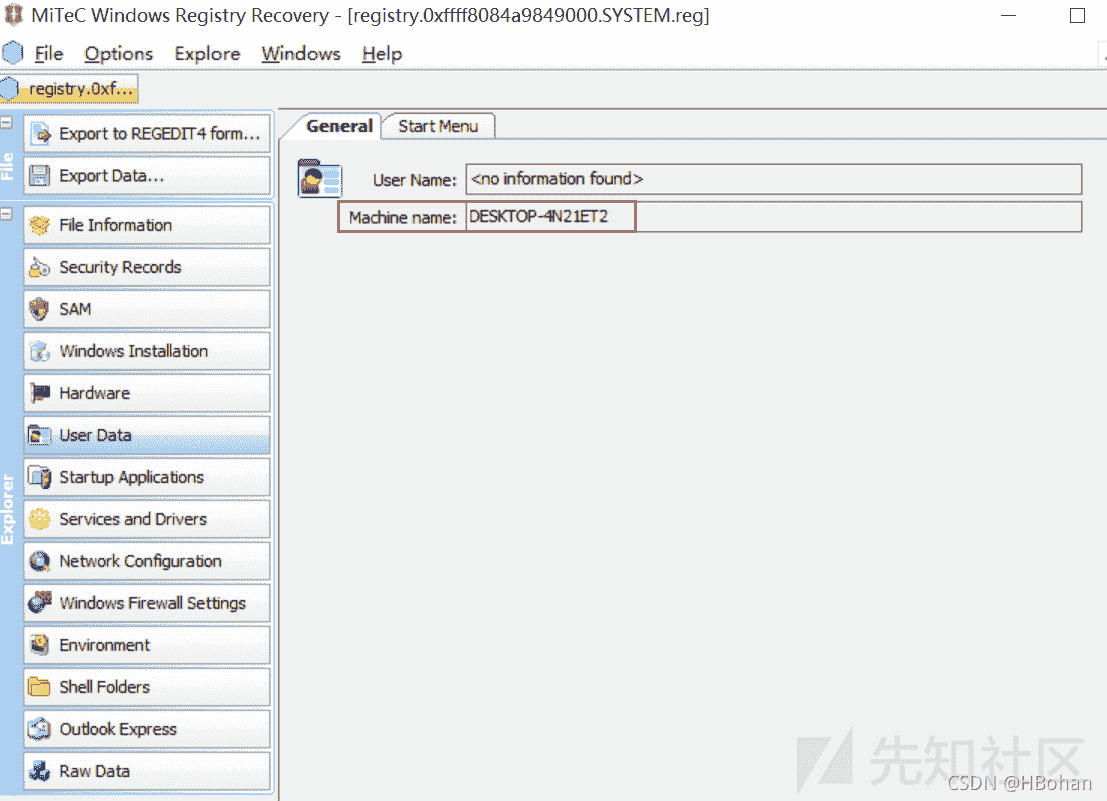 MiTeC Windows Registry Recovery - [registry.0xffff8084a9849000.SYSTEM.reg]
File Options Explore Windows Help
registry.0xf...
File
Export to REGEDIT4 form...
Export Data...
Explorer
File Information
Security Records
SAM
Windows Installation
Hardware
User Data
Startup Applications
Services and Drivers
Network Configuration
Windows Firewall Settings
Environment
Shell Folders
Outlook Express
Raw Data
General Start Menu
User Name: <no information found>
Machine name: DESKTOP-4N21ET2
先知社区
CSDN @HBohan